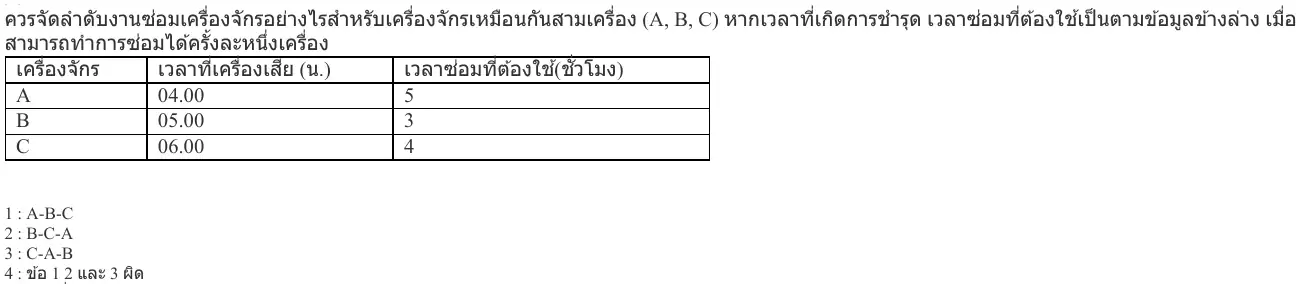 ควรจัดลำดับงานซ่อมเครื่องจักรอย่างไรสำหรับเครื่องจักรเหมือนกันสามเครื่อง (A, B, C) หากเวลาที่เกิดการชำรุด เวลาซ่อมที่ต้องใช้เป็นตามข้อมูลข้างล่าง เมื่อ
สามารถทำการซ่อมได้ครั้งละหนึ่งเครื่อง
เครื่องจักร เวลาที่เครื่องเสีย (น.) เวลาซ่อมที่ต้องใช้(ชั่วโมง)
A 04.00 5
B 05.00 3
C 06.00 4
1 : A-B-C
2 : B-C-A
3 : C-A-B
4 : ข้อ 1 2 และ 3 ผิด